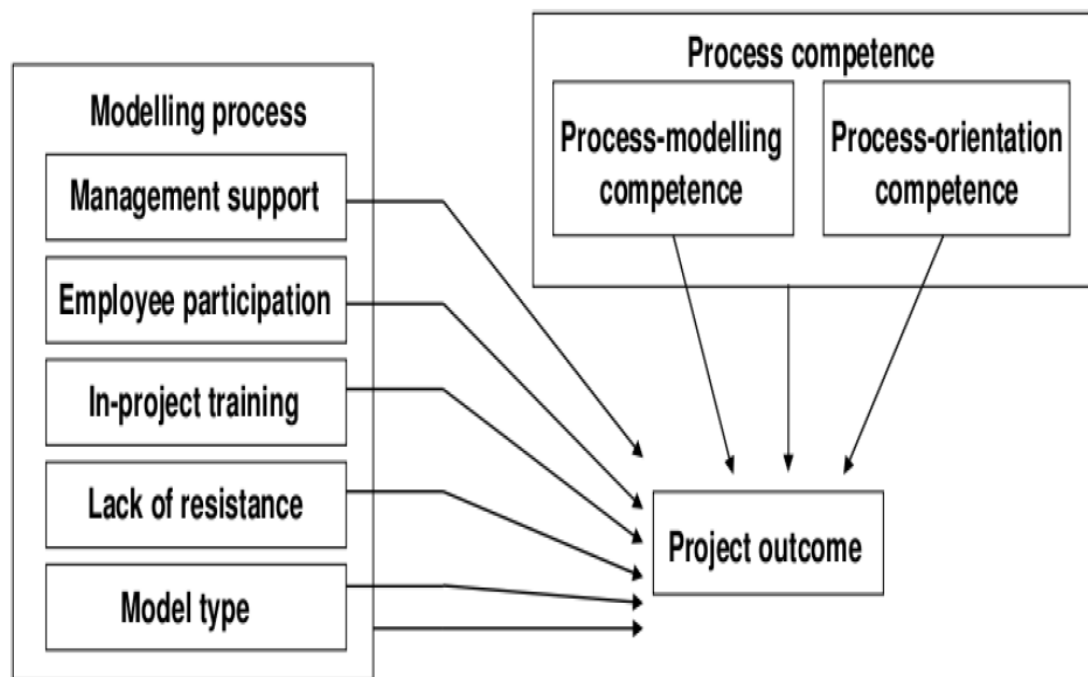 Modelling process
Management support
Employee participation
In-project training
Lack of resistance
Model type
Process competence
Process-modelling
competence
Process-orientation
competence
Project outcome